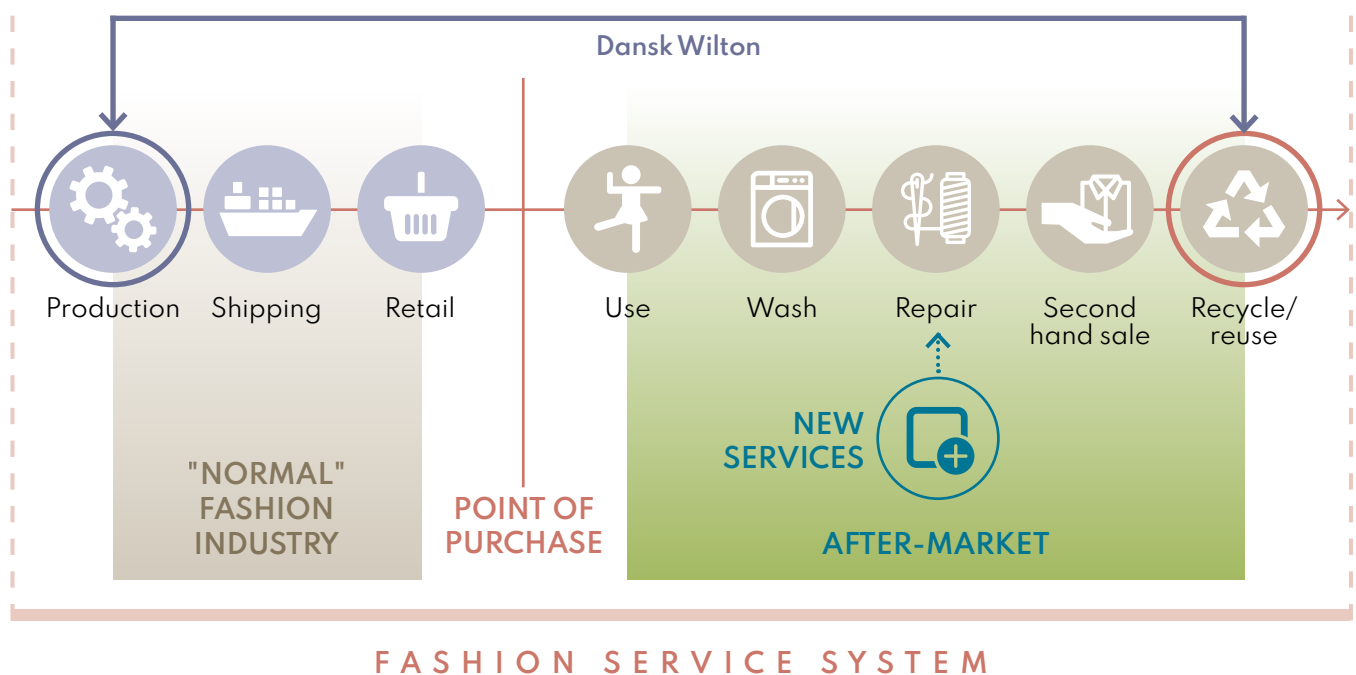 Dansk Wilton
Production
Shipping
Retail
Use
Wash
Repair
Second
hand sale
Recycle/
reuse
NEW
SERVICES
"NORMAL"
FASHION
INDUSTRY
POINT OF
PURCHASE
AFTER-MARKET
FASHION SERVICE SYSTEM